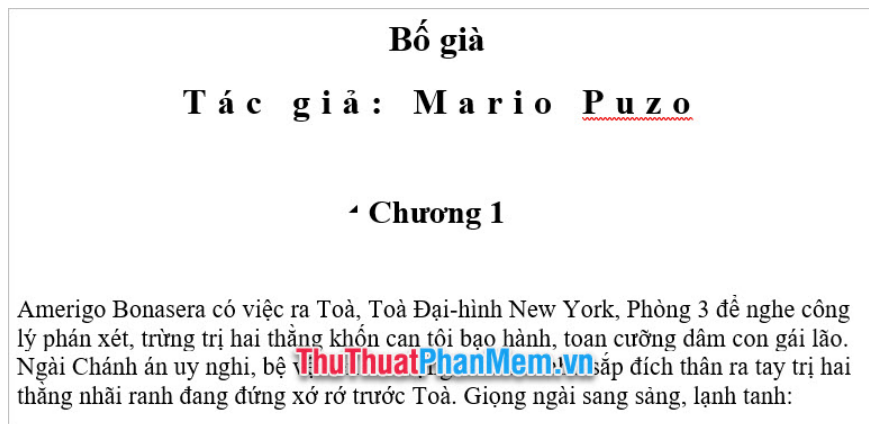 Bố già
Tác giả: Mario Puzo
Chương 1
Amerigo Bonasera có việc ra Toà, Toà Đại-hình New York, Phòng 3 để nghe công
lý phán xét, trừng trị hai thằng khốn can tội bạo hành, toan cưỡng dâm con gái lão.
Ngài Chánh án uy nghi, bệ sắp đích thân ra tay trị hai
ThuThuatPhanMem.vn
thằng nhãi ranh đang đứng xớ rớ trước Toà. Giọng ngài sang sảng, lạnh tanh: